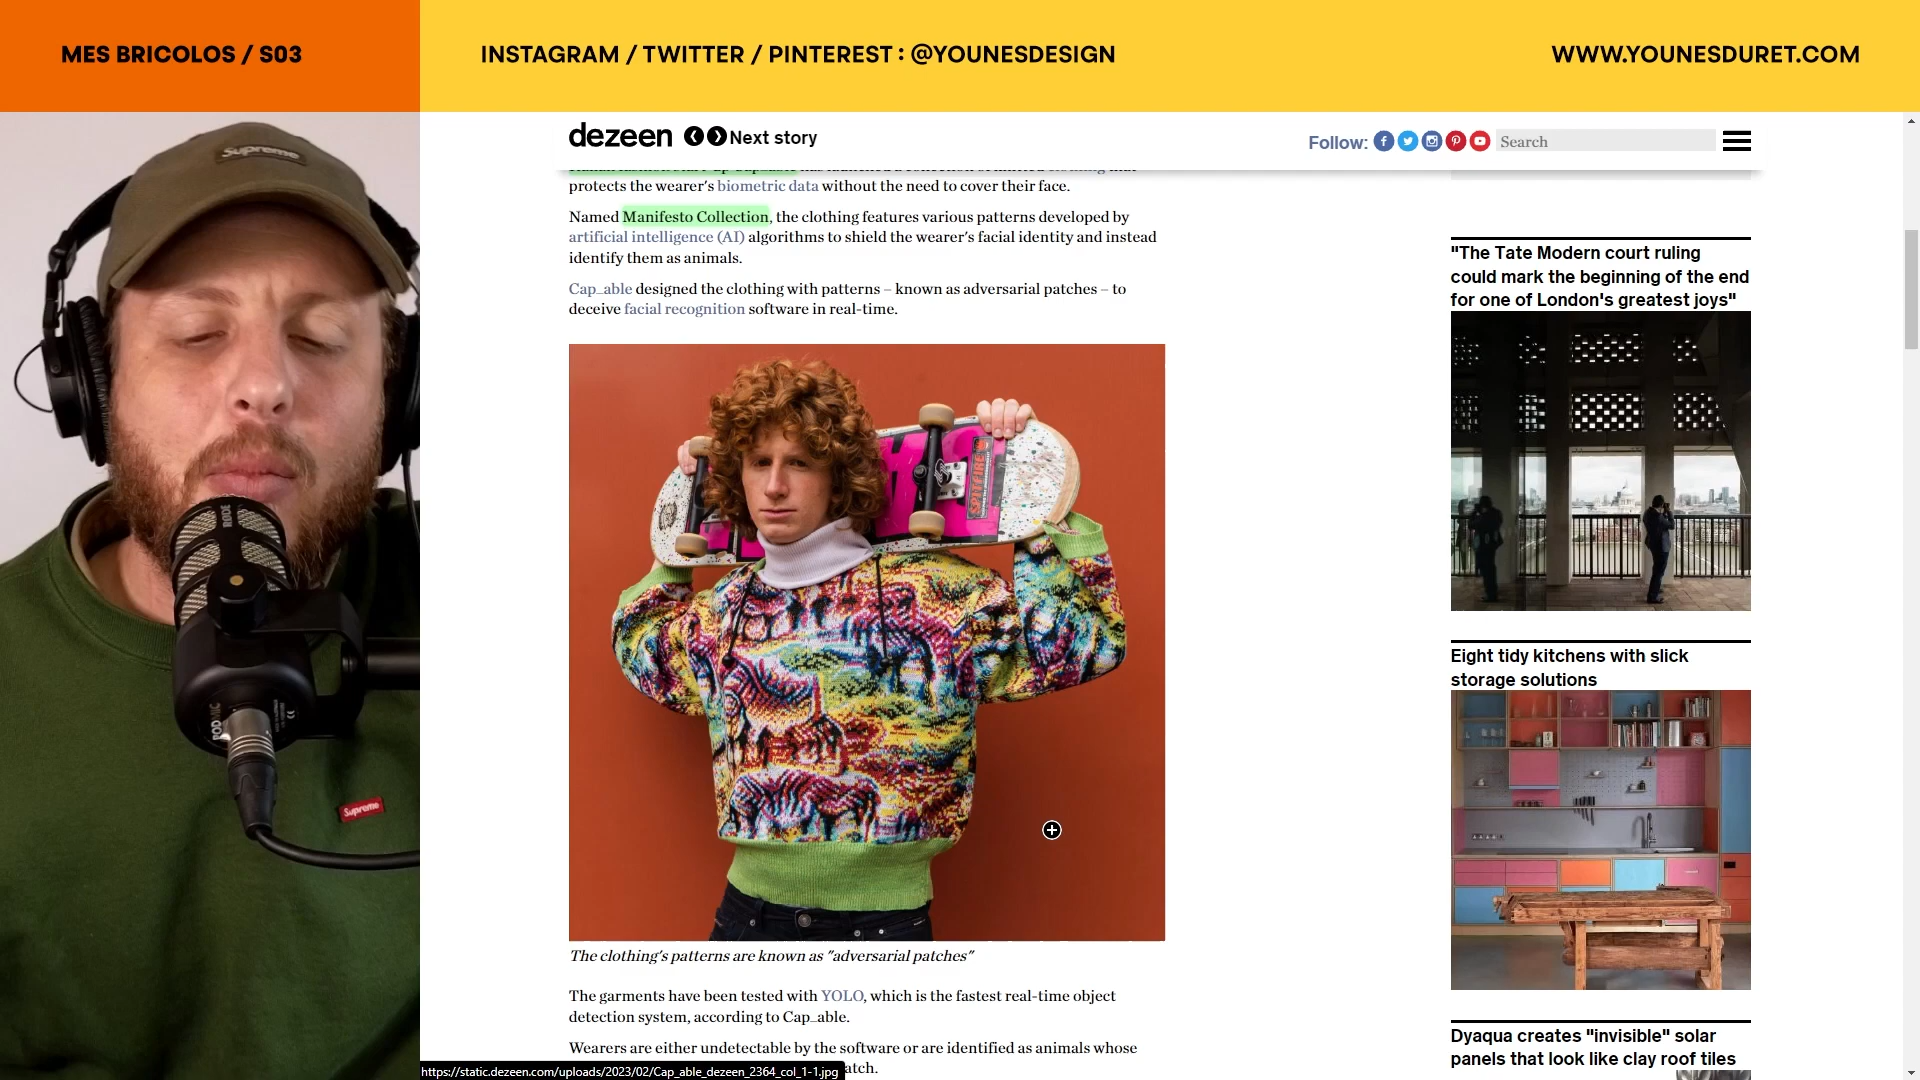 MES BRICOLOS / S03
INSTAGRAM / TWITTER / PINTEREST : @YOUNESDESIGN
WWW.YOUNESDURET.COM
dezeen
Next story
Follow:
Search
protects the wearer's biometric data without the need to cover their face.
Named Manifesto Collection, the clothing features various patterns developed by
artificial intelligence (AI) algorithms to shield the wearer's facial identity and instead
identify them as animals.
Cap_able designed the clothing with patterns – known as adversarial patches – to
deceive facial recognition software in real-time.
SPITFIRE
The clothing's patterns are known as "adversarial patches"
The garments have been tested with YOLO, which is the fastest real-time object
detection system, according to Cap_able.
Wearers are either undetectable by the software or are identified as animals whose
atch.
https://static.dezeen.com/uploads/2023/02/Cap_able_dezeen_2364_col_1-1.jpg
"The Tate Modern court ruling
could mark the beginning of the end
for one of London's greatest joys"
Eight tidy kitchens with slick
storage solutions
Dyaqua creates "invisible" solar
panels that look like clay roof tiles
Supreme
RODE
Supreme